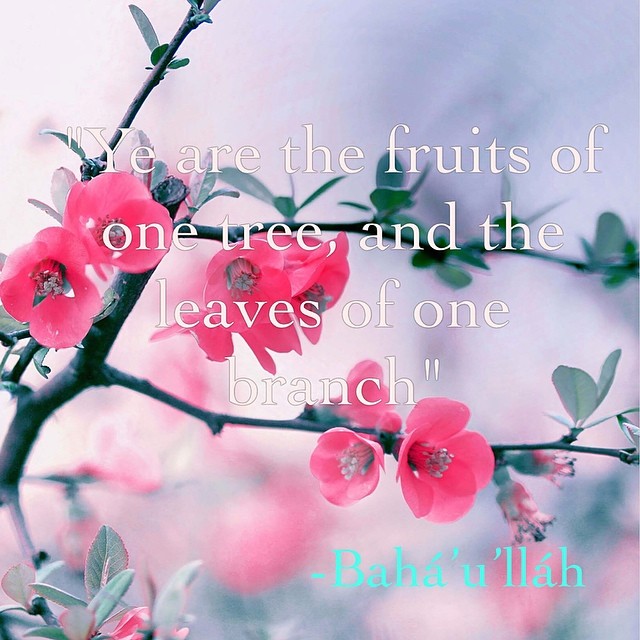 "Ye are the fruits of
one tree, and the
leaves of one
branch"
-Bahá'u'lláh